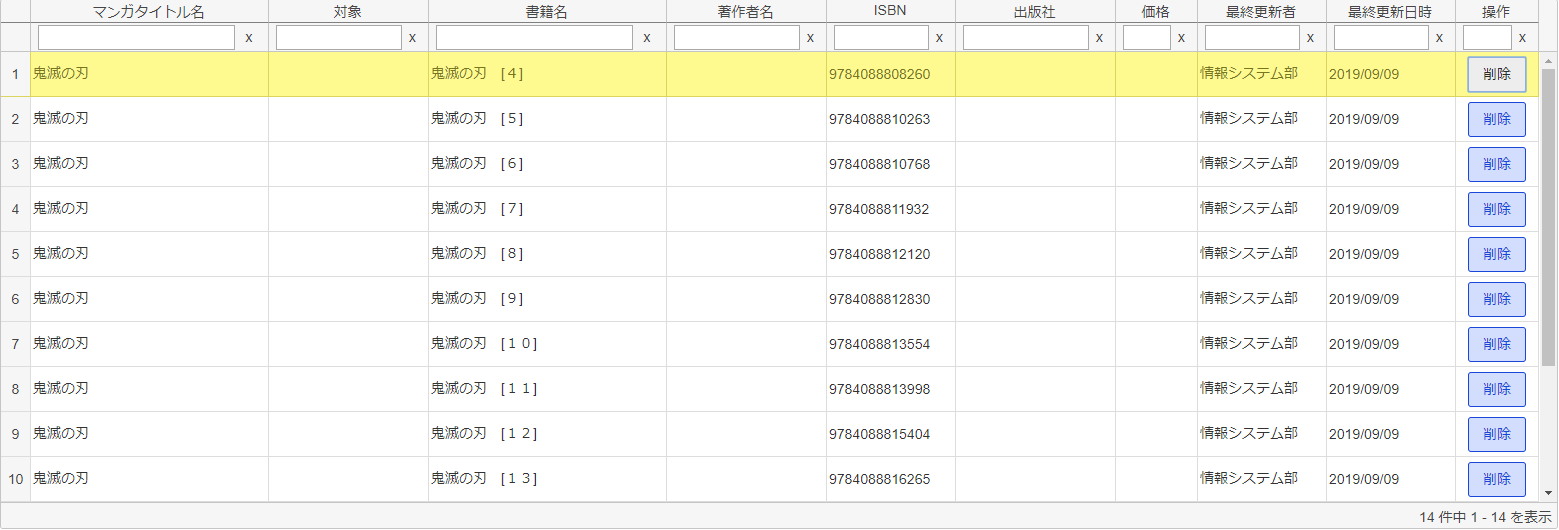 マンガタイトル名 対象 書籍名 著作者名 ISBN 出版社 価格 最終更新者 最終更新日時 操作
x x x x x x x x x x
1 鬼滅の刃 鬼滅の刃 [４] 9784088808260 情報システム部 2019/09/09 削除
2 鬼滅の刃 鬼滅の刃 [５] 9784088810263 情報システム部 2019/09/09 削除
3 鬼滅の刃 鬼滅の刃 [６] 9784088810768 情報システム部 2019/09/09 削除
4 鬼滅の刃 鬼滅の刃 [７] 9784088811932 情報システム部 2019/09/09 削除
5 鬼滅の刃 鬼滅の刃 [８] 9784088812120 情報システム部 2019/09/09 削除
6 鬼滅の刃 鬼滅の刃 [９] 9784088812830 情報システム部 2019/09/09 削除
7 鬼滅の刃 鬼滅の刃 [１０] 9784088813554 情報システム部 2019/09/09 削除
8 鬼滅の刃 鬼滅の刃 [１１] 9784088813998 情報システム部 2019/09/09 削除
9 鬼滅の刃 鬼滅の刃 [１２] 9784088815404 情報システム部 2019/09/09 削除
10 鬼滅の刃 鬼滅の刃 [１３] 9784088816265 情報システム部 2019/09/09 削除
14 件中 1 - 14 を表示